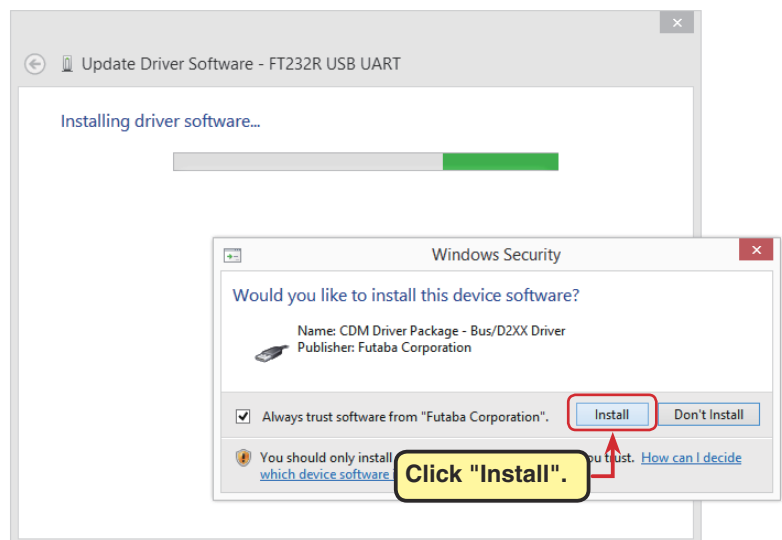 Update Driver Software - FT232R USB UART
Installing driver software...
Windows Security
Would you like to install this device software?
Name: CDM Driver Package - Bus/D2XX Driver
Publisher: Futaba Corporation
Always trust software from "Futaba Corporation".
Install
Don't Install
You should only install
trust. How can I decide
which device software
Click "Install".